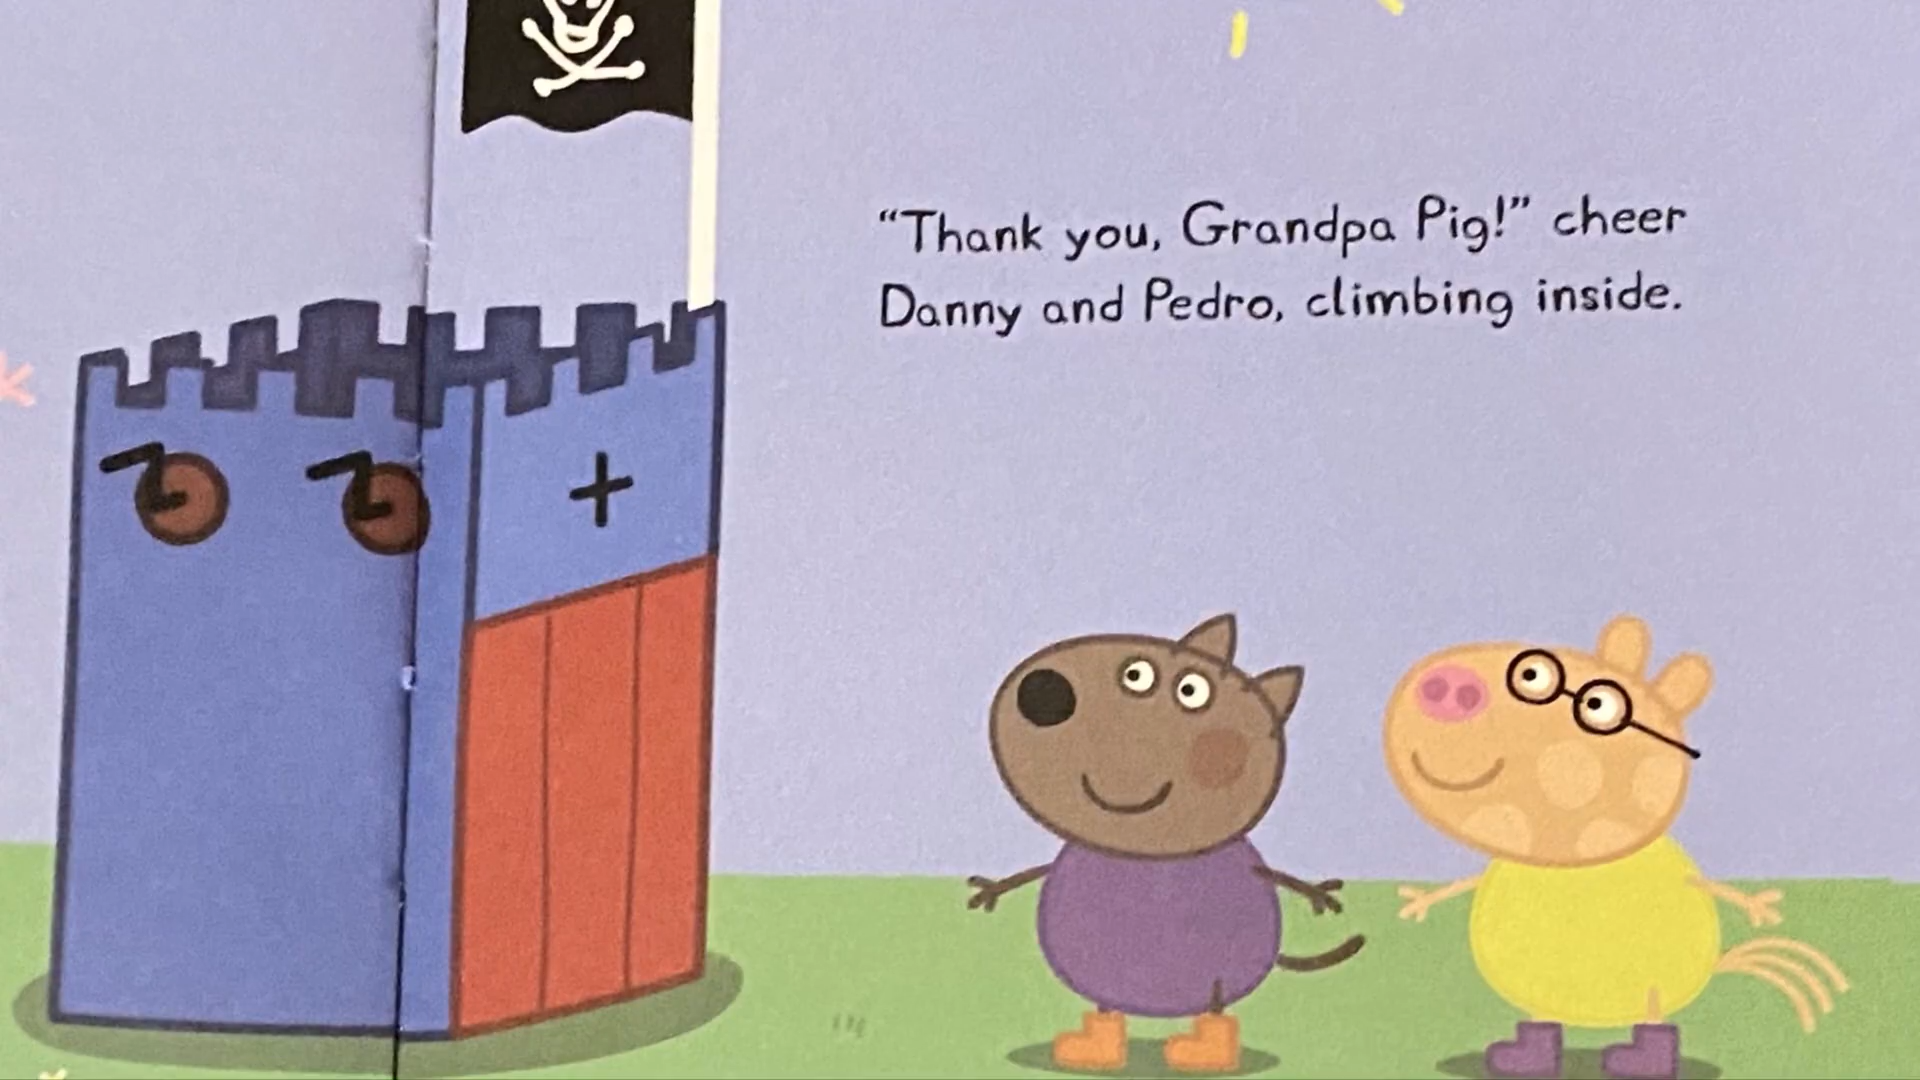 “Thank you, Grandpa Pig!” cheer
Danny and Pedro, climbing inside.